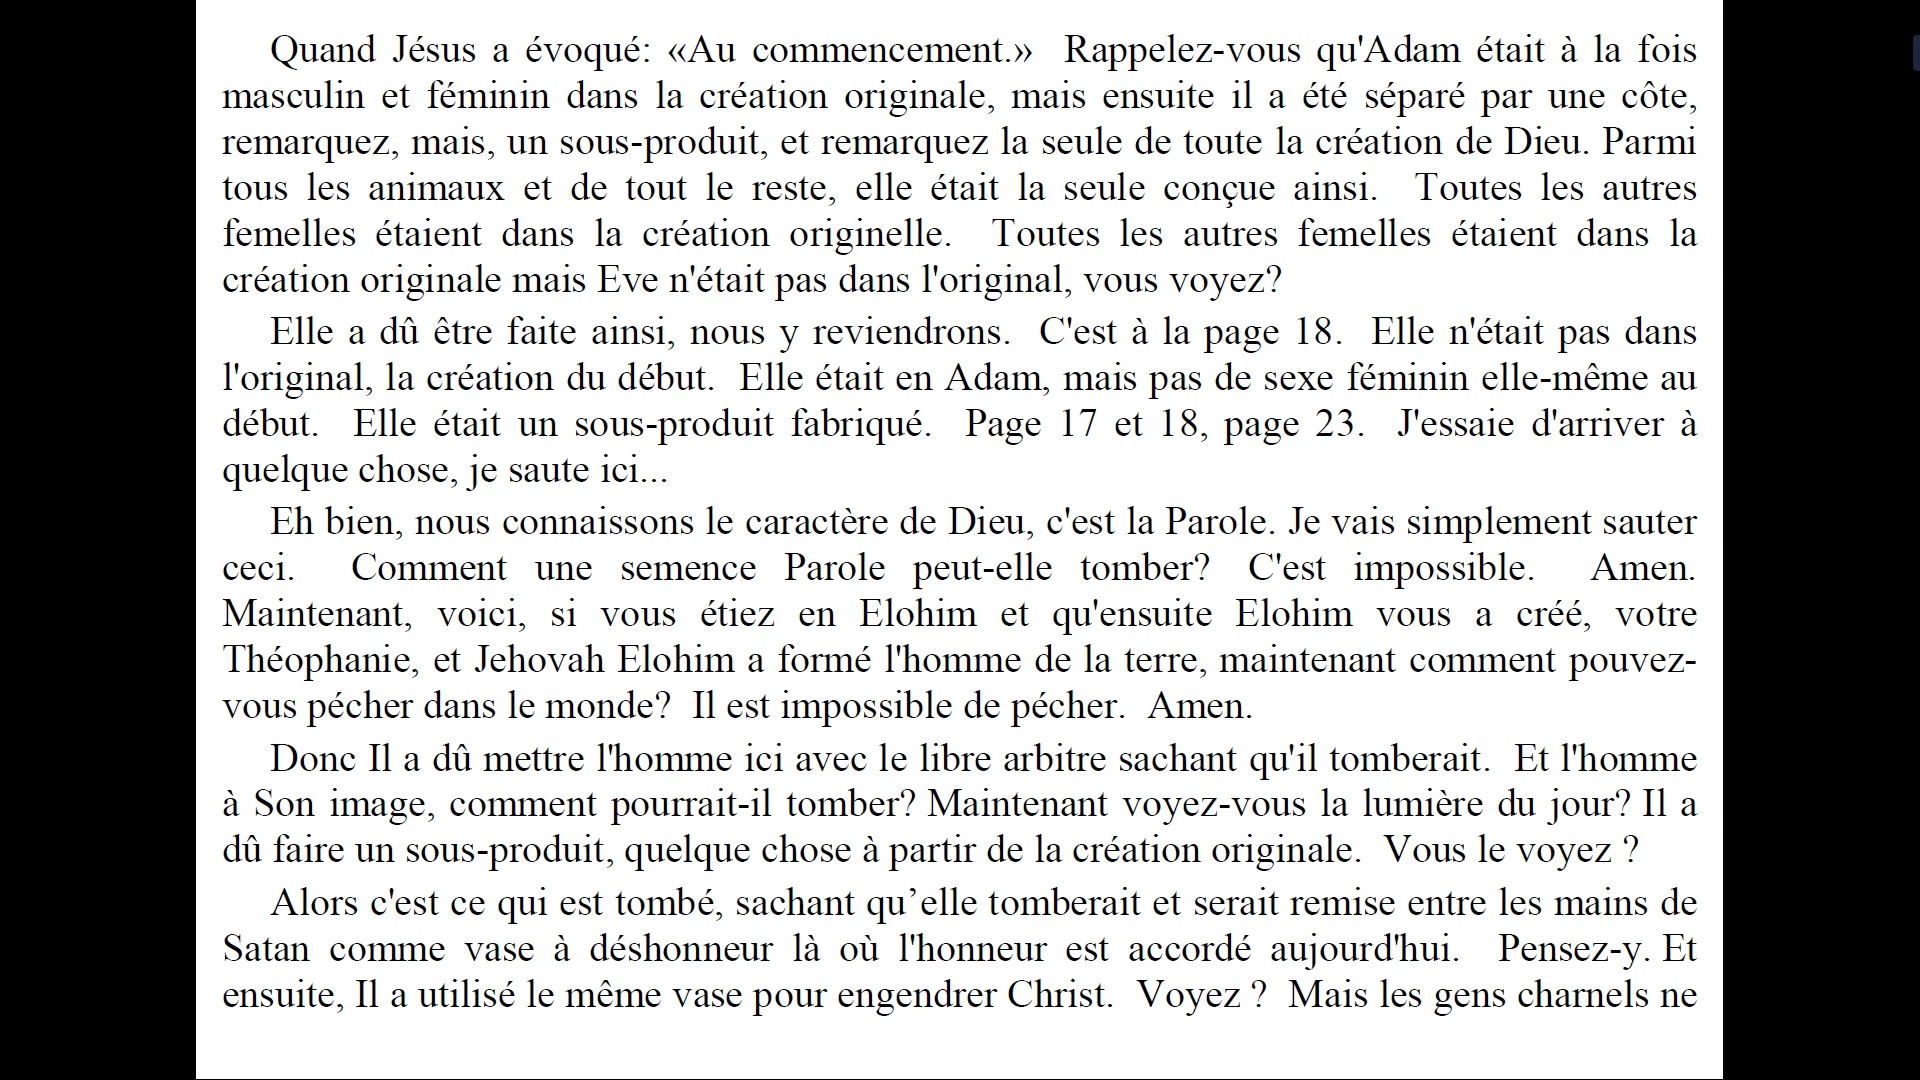 Quand Jésus a évoqué: «Au commencement.» Rappelez-vous qu'Adam était à la fois
masculin et féminin dans la création originale, mais ensuite il a été séparé par une côte,
remarquez, mais, un sous-produit, et remarquez la seule de toute la création de Dieu. Parmi
tous les animaux et de tout le reste, elle était la seule conçue ainsi. Toutes les autres
femelles étaient dans la création originelle. Toutes les autres femelles étaient dans la
création originale mais Eve n'était pas dans l'original, vous voyez?
Elle a dû être faite ainsi, nous y reviendrons. C'est à la page 18. Elle n'était pas dans
l'original, la création du début. Elle était en Adam, mais pas de sexe féminin elle-même au
début. Elle était un sous-produit fabriqué. Page 17 et 18, page 23. J'essaie d'arriver à
quelque chose, je saute ici...
Eh bien, nous connaissons le caractère de Dieu, c'est la Parole. Je vais simplement sauter
ceci. Comment une semence Parole peut-elle tomber? C'est impossible. Amen.
Maintenant, voici, si vous étiez en Elohim et qu'ensuite Elohim vous a créé, votre
Théophanie, et Jehovah Elohim a formé l'homme de la terre, maintenant comment pouvez-
vous pécher dans le monde? Il est impossible de pécher. Amen.
Donc Il a dû mettre l'homme ici avec le libre arbitre sachant qu'il tomberait. Et l'homme
à Son image, comment pourrait-il tomber? Maintenant voyez-vous la lumière du jour? Il a
dû faire un sous-produit, quelque chose à partir de la création originale. Vous le voyez ?
Alors c'est ce qui est tombé, sachant qu’elle tomberait et serait remise entre les mains de
Satan comme vase à déshonneur là où l'honneur est accordé aujourd'hui. Pensez-y. Et
ensuite, Il a utilisé le même vase pour engendrer Christ. Voyez ? Mais les gens charnels ne